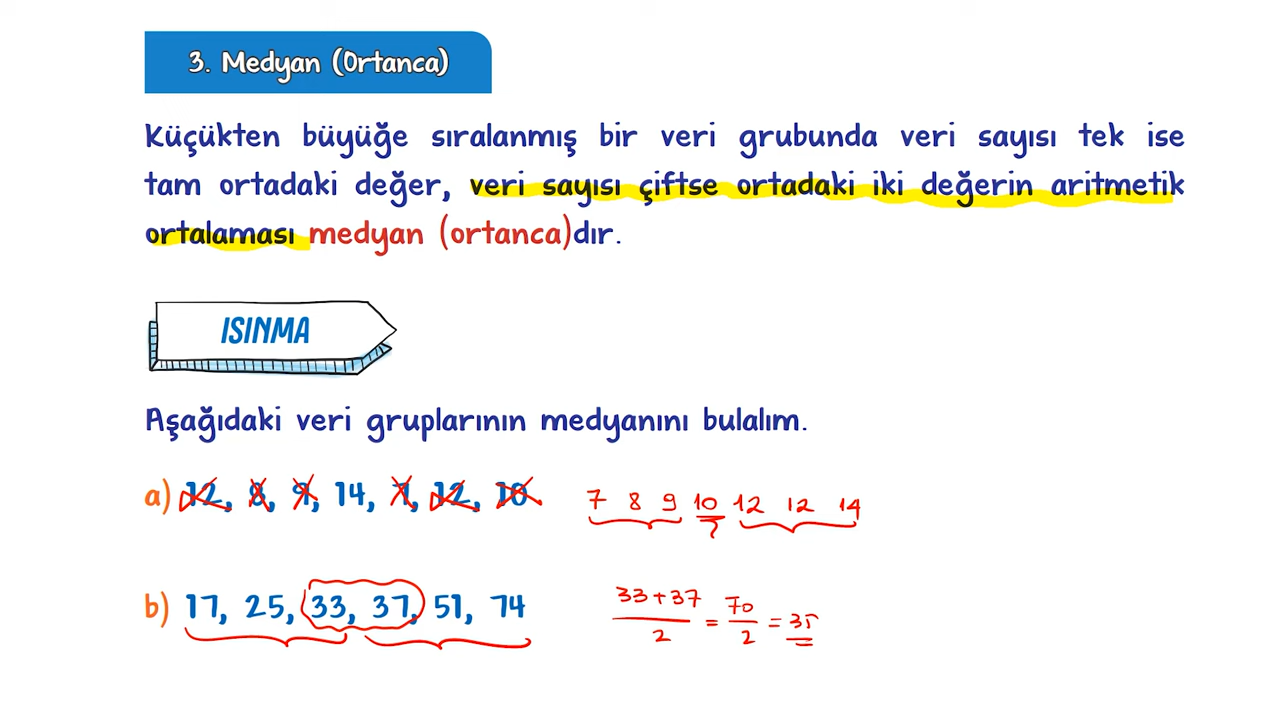 3. Medyan (Ortanca)
Küçükten büyüğe sıralanmış bir veri grubunda veri sayısı tek ise
tam ortadaki değer, veri sayısı çiftse ortadaki iki değerin aritmetik
ortalaması medyan (ortanca)dır.
ISINMA
Aşağıdaki veri gruplarının medyanını bulalım.
a) 12, 8, 9, 14, 7, 12, 10 7 8 9 10 12 12 14
b) 17, 25, 33, 37, 51, 74 33+37/2 = 70/2 = 35